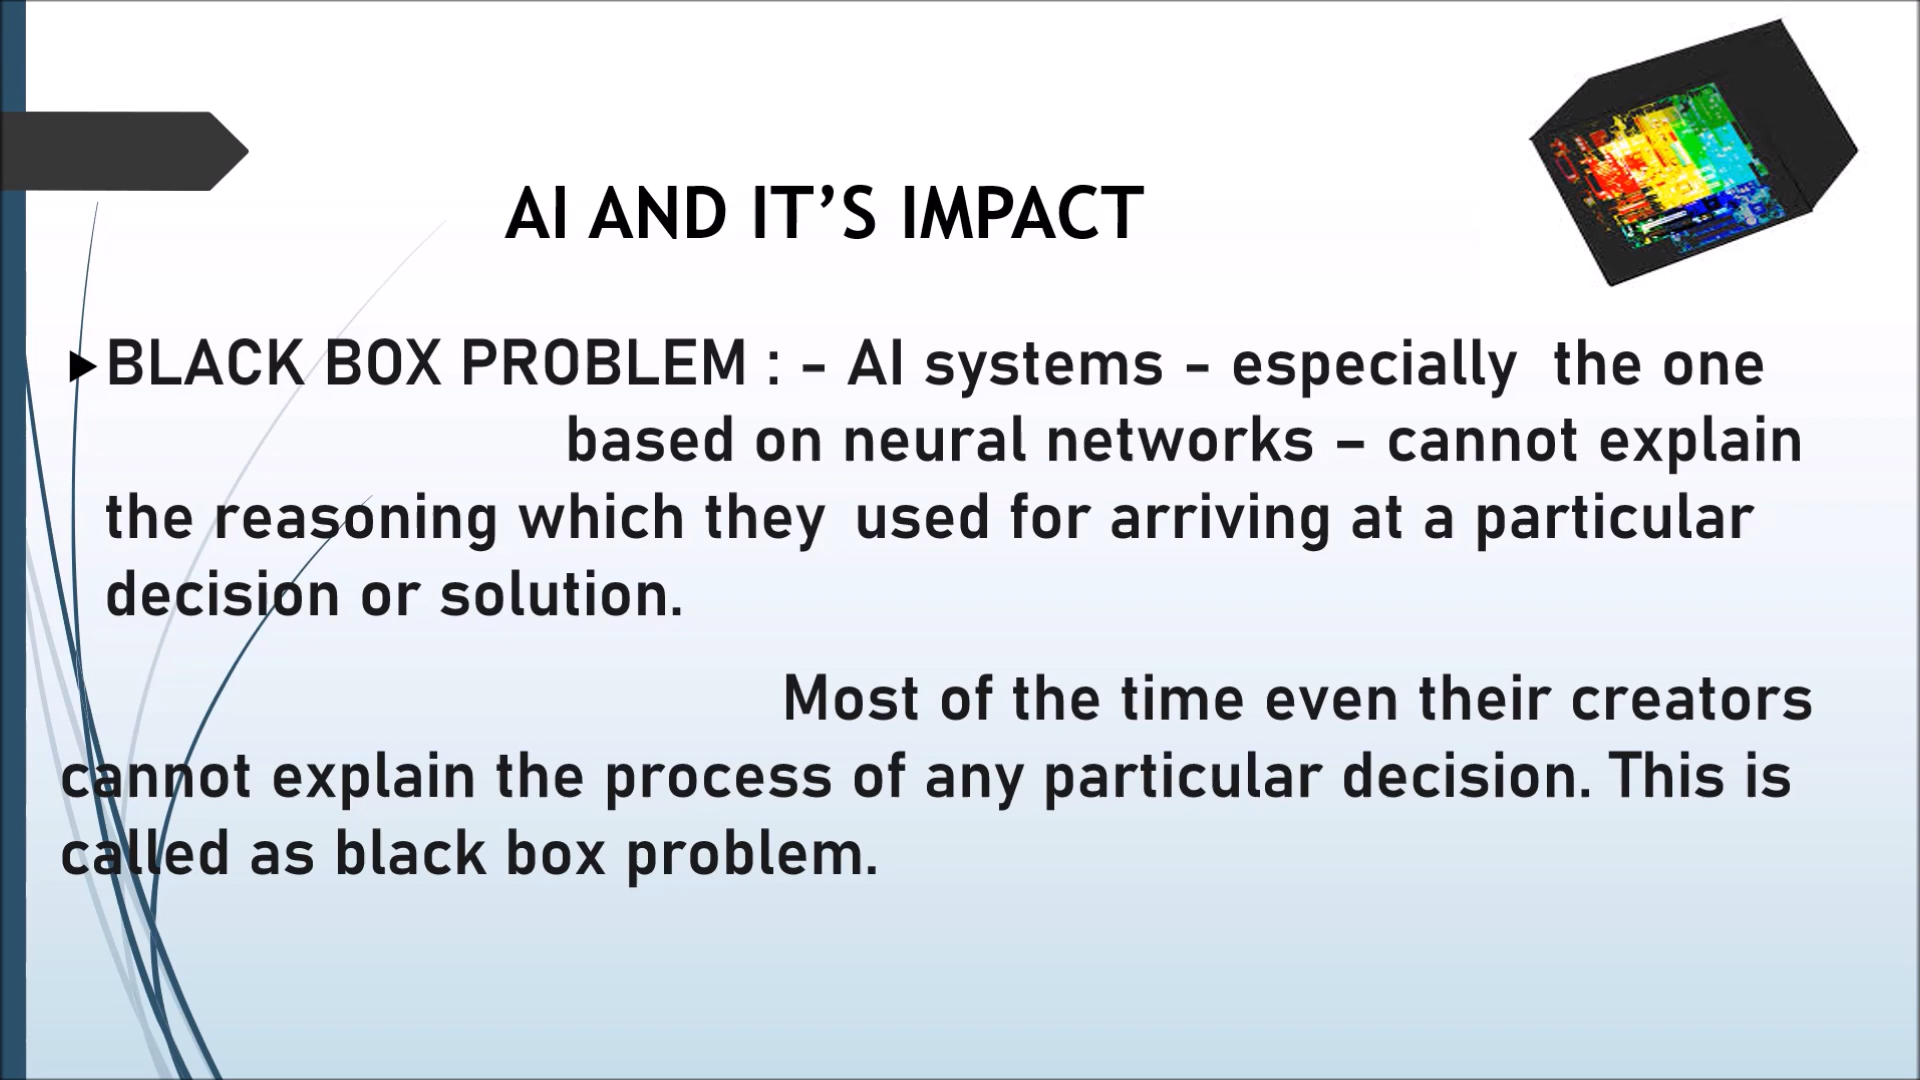 AI AND IT’S IMPACT
BLACK BOX PROBLEM : - AI systems - especially the one
based on neural networks – cannot explain
the reasoning which they used for arriving at a particular
decision or solution.
Most of the time even their creators
cannot explain the process of any particular decision. This is
called as black box problem.